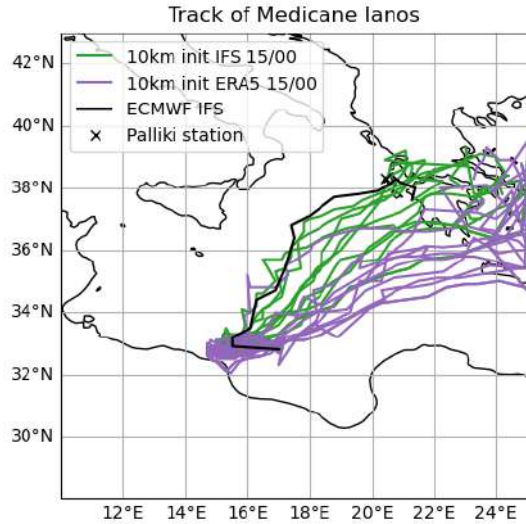 Track of Medicane Ianos
10km init IFS 15/00
10km init ERA5 15/00
ECMWF IFS
Palliki station
42°N
40°N
38°N
36°N
34°N
32°N
30°N
12°E 14°E 16°E 18°E 20°E 22°E 24°E